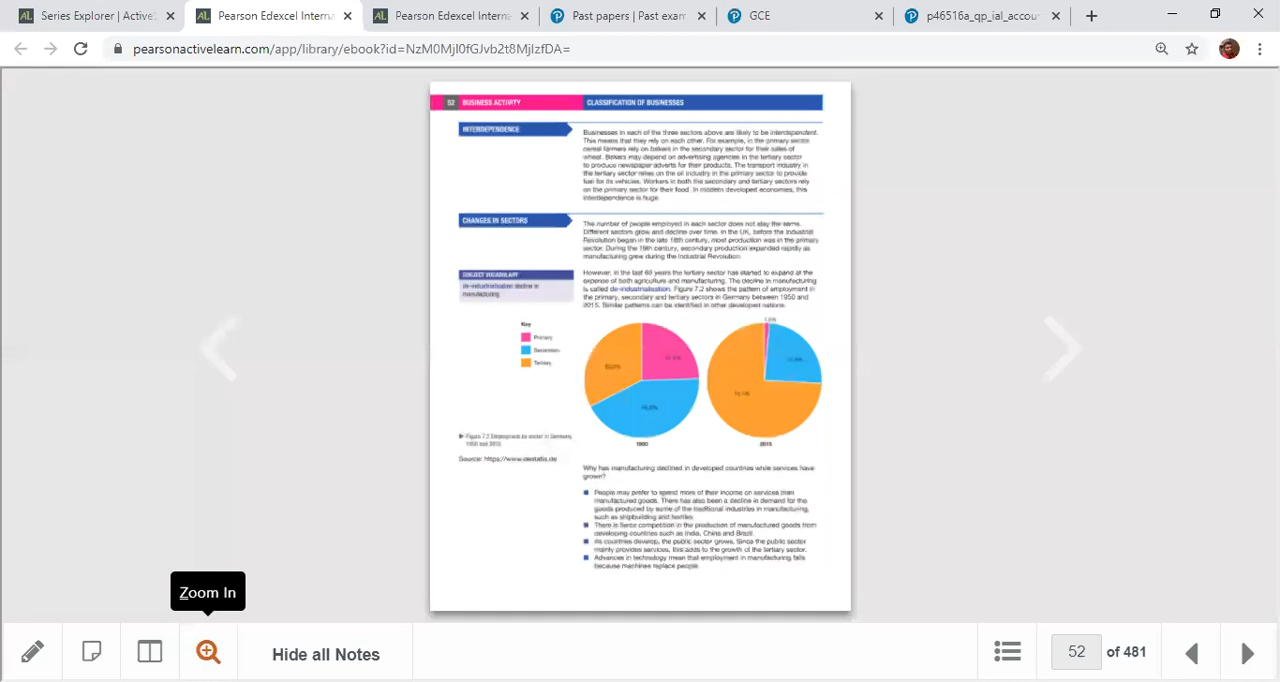 Series Explorer | Active
Pearson Edexcel Interna
Pearson Edexcel Interna
Past papers | Past exam
GCE
p46516a_qp_ial_accou
pearsonactivelearn.com/app/library/ebook?id=
52 BUSINESS ACTIVITY
CLASSIFICATION OF BUSINESSES
INTERDEPENDENCE
Businesses in each of the three sectors above are likely to be interdependent.
This means that they rely on each other. For example, in the primary sector
cereal farmers rely on bakers in the secondary sector for their sales of
wheat. Bakers may depend on advertising agencies in the tertiary sector
to produce newspaper adverts for their products. The transport industry in
the tertiary sector relies on the oil industry in the primary sector to provide
fuel for its vehicles. Workers in both the secondary and tertiary sectors rely
on the primary sector for their food. In modern developed economies, this
interdependence is huge.
CHANGES IN SECTORS
The number of people employed in each sector does not stay the same.
Different sectors grow and decline over time. In the UK, before the Industrial
Revolution began in the late 18th century, most production was in the primary
sector. During the 19th century, secondary production expanded rapidly as
manufacturing grew during the Industrial Revolution.
SUBJECT VOCABULARY
de-industrialisation decline in
manufacturing
However, in the last 60 years the tertiary sector has started to expand at the
expense of both agriculture and manufacturing. The decline in manufacturing
is called de-industrialisation. Figure 7.2 shows the pattern of employment in
the primary, secondary and tertiary sectors in Germany between 1950 and
2015. Similar patterns can be identified in other developed nations.
Key
Primary
Secondary
Tertiary
1950
2015
Figure 7.2 Employment by sector in Germany,
1950 and 2015
Source: https://www.destatis.de
Why has manufacturing declined in developed countries while services have
grown?
People may prefer to spend more of their income on services than
manufactured goods. There has also been a decline in demand for the
goods produced by some of the traditional industries in manufacturing,
such as shipbuilding and textiles.
There is fierce competition in the production of manufactured goods from
developing countries such as India, China and Brazil.
As countries develop, the public sector grows. Since the public sector
mainly provides services, this adds to the growth of the tertiary sector.
Advances in technology mean that employment in manufacturing falls
because machines replace people.
Zoom In
Hide all Notes
52 of 481